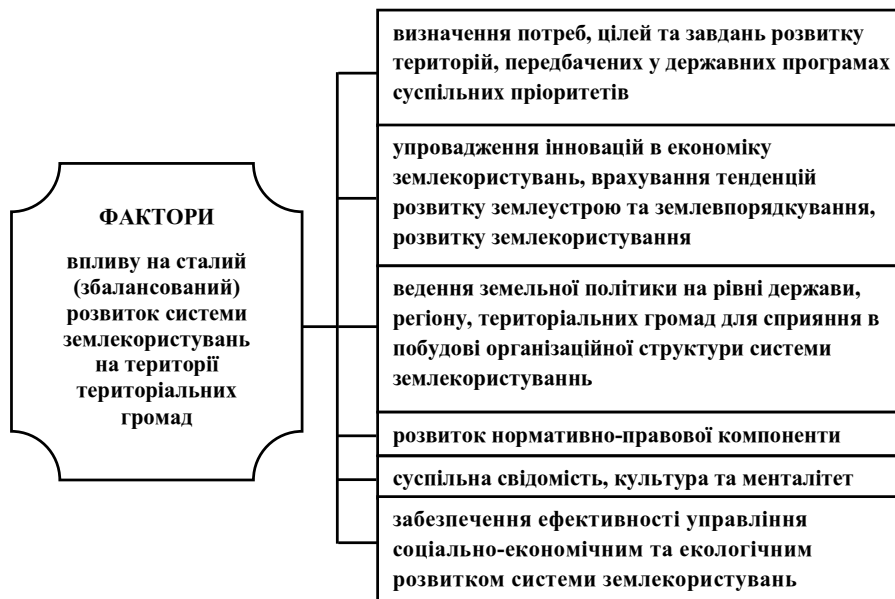 ФАКТОРИ
впливу на сталий
(збалансований)
розвиток системи
землекористувань
на території
територіальних
громад
визначення потреб, цілей та завдань розвитку
територій, передбачених у державних програмах
суспільних пріоритетів
упровадження інновацій в економіку
землекористувань, врахування тенденцій
розвитку землеустрою та землевпорядкування,
розвитку землекористування
ведення земельної політики на рівні держави,
регіону, територіальних громад для сприяння в
побудові організаційної структури системи
землекористуваннь
розвиток нормативно-правової компоненти
суспільна свідомість, культура та менталітет
забезпечення ефективності управління
соціально-економічним та екологічним
розвитком системи землекористувань